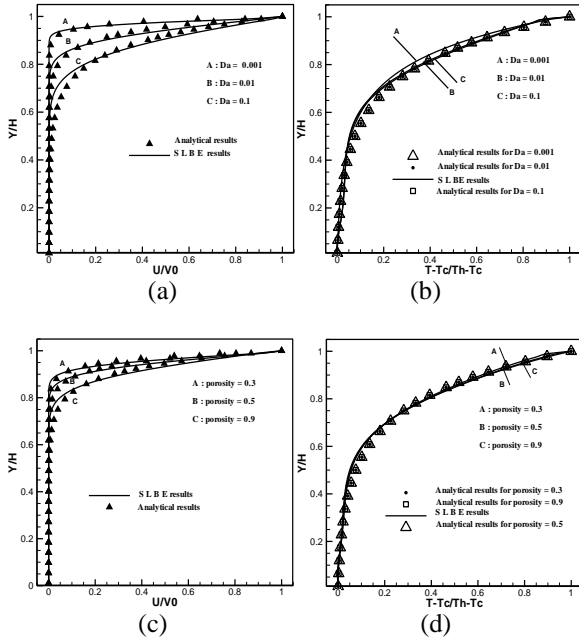 Y/H
1
0.8
0.6
0.4
0.2
A
B
C
A : Da = 0.001
B : Da = 0.01
C : Da = 0.1
Analytical results
S L B E results
0 0.2 0.4 0.6 0.8 1
U/V0
(a)
Y/H
1
0.8
0.6
0.4
0.2
A
C
B
A : Da = 0.001
B : Da = 0.01
C : Da = 0.1
Analytical results for Da = 0.001
Analytical results for Da = 0.01
S L BE results
Analytical results for Da = 0.1
0 0.2 0.4 0.6 0.8 1
T-Tc/Th-Tc
(b)
Y/H
1
0.8
0.6
0.4
0.2
A
B
C
A : porosity = 0.3
B : porosity = 0.5
C : porosity = 0.9
S L B E results
Analytical results
0 0.2 0.4 0.6 0.8 1
U/V0
(c)
Y/H
1
0.8
0.6
0.4
0.2
A
C
B
A : porosity = 0.3
B : porosity = 0.5
C : porosity = 0.9
Analytical results for porosity = 0.3
Analytical results for porosity = 0.9
S L B E results
Analytical results for porosity = 0.5
0 0.2 0.4 0.6 0.8 1
T-Tc/Th-Tc
(d)